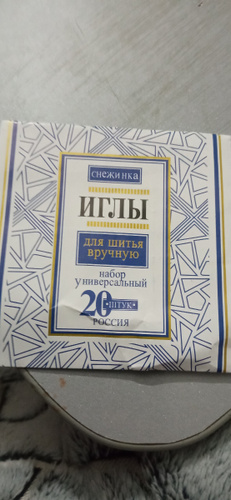 снежинка
ИГЛЫ
для шитья
вручную
набор
универсальный
20 •ШТУК•
РОССИЯ